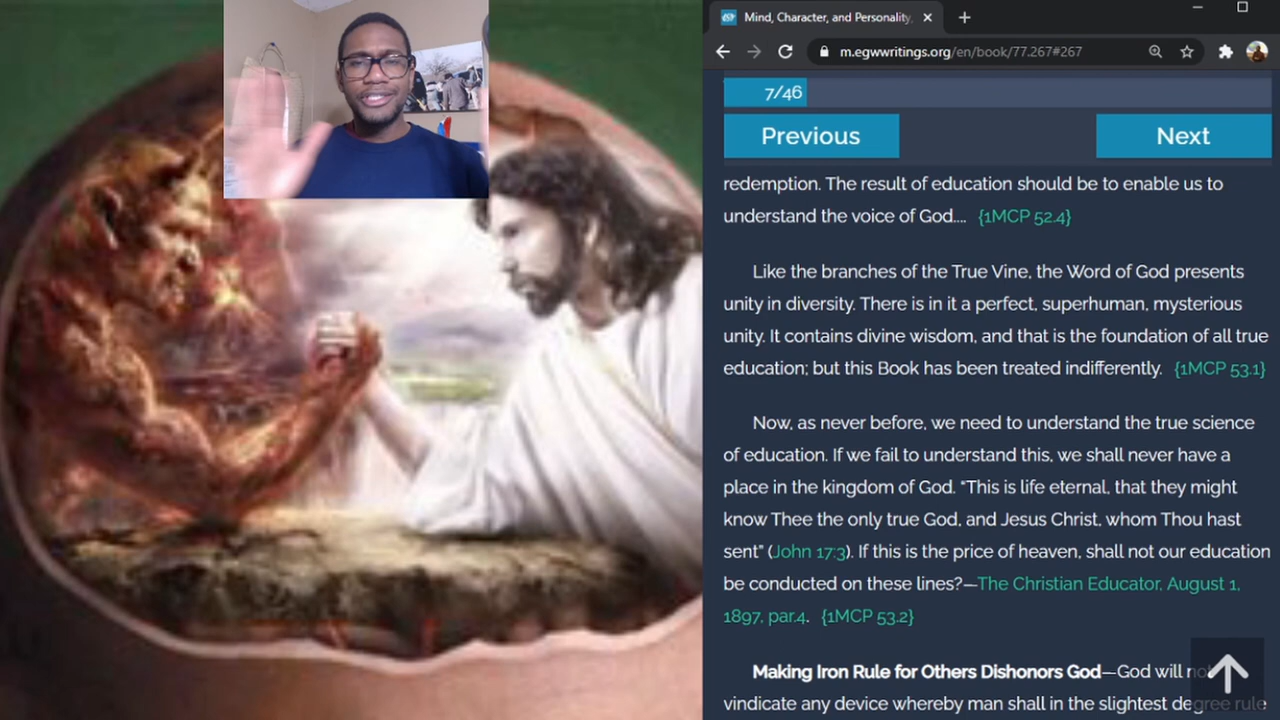 Mind, Character, and Personality,
m.egwwritings.org/en/book/77.267#267
7/46
Previous
Next
redemption. The result of education should be to enable us to
understand the voice of God.... {1MCP 52.4}
Like the branches of the True Vine, the Word of God presents
unity in diversity. There is in it a perfect, superhuman, mysterious
unity. It contains divine wisdom, and that is the foundation of all true
education; but this Book has been treated indifferently. {1MCP 53.1}
Now, as never before, we need to understand the true science
of education. If we fail to understand this, we shall never have a
place in the kingdom of God. “This is life eternal, that they might
know Thee the only true God, and Jesus Christ, whom Thou hast
sent” (John 17:3). If this is the price of heaven, shall not our education
be conducted on these lines?—The Christian Educator, August 1,
1897, par.4. {1MCP 53.2}
Making Iron Rule for Others Dishonors God—God will not
vindicate any device whereby man shall in the slightest degree rule